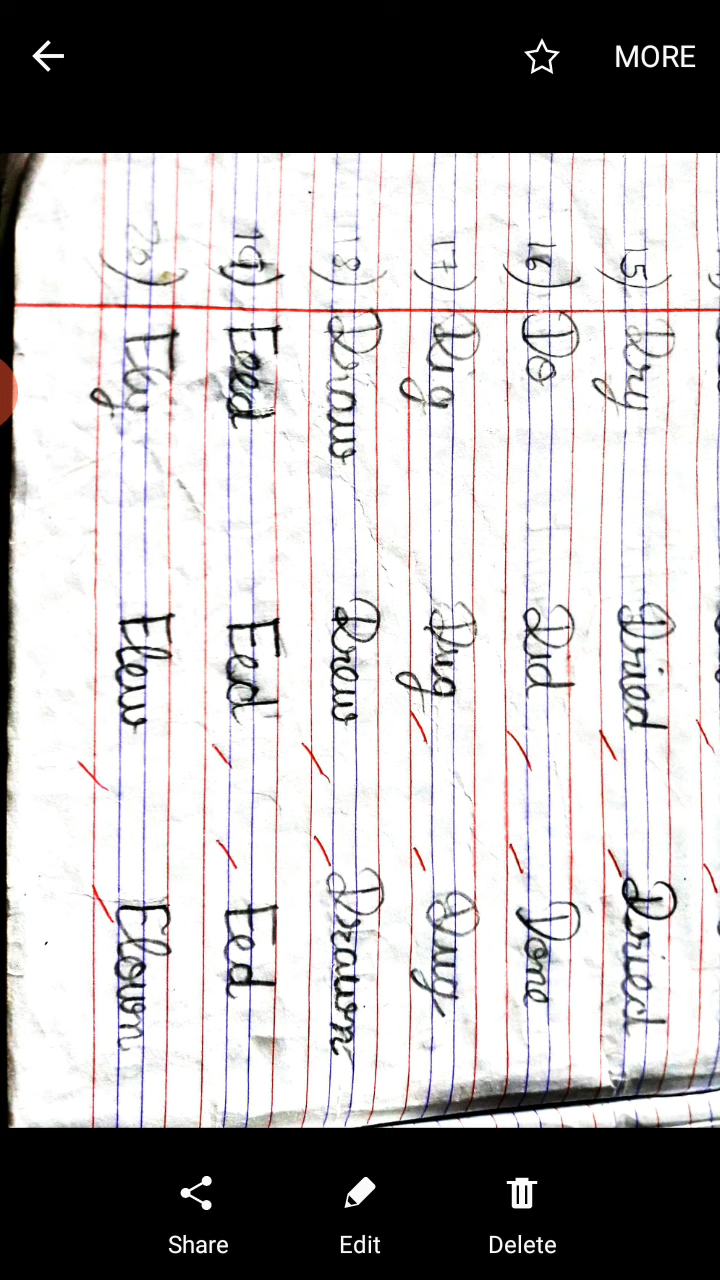 MORE
15) Dry Dried Dried
16) Do Did Done
17) Dig Dug Dug
18) Draw Drew Drawn
19) Feed Fed Fed
20) Fly Flew Flown
Share Edit Delete